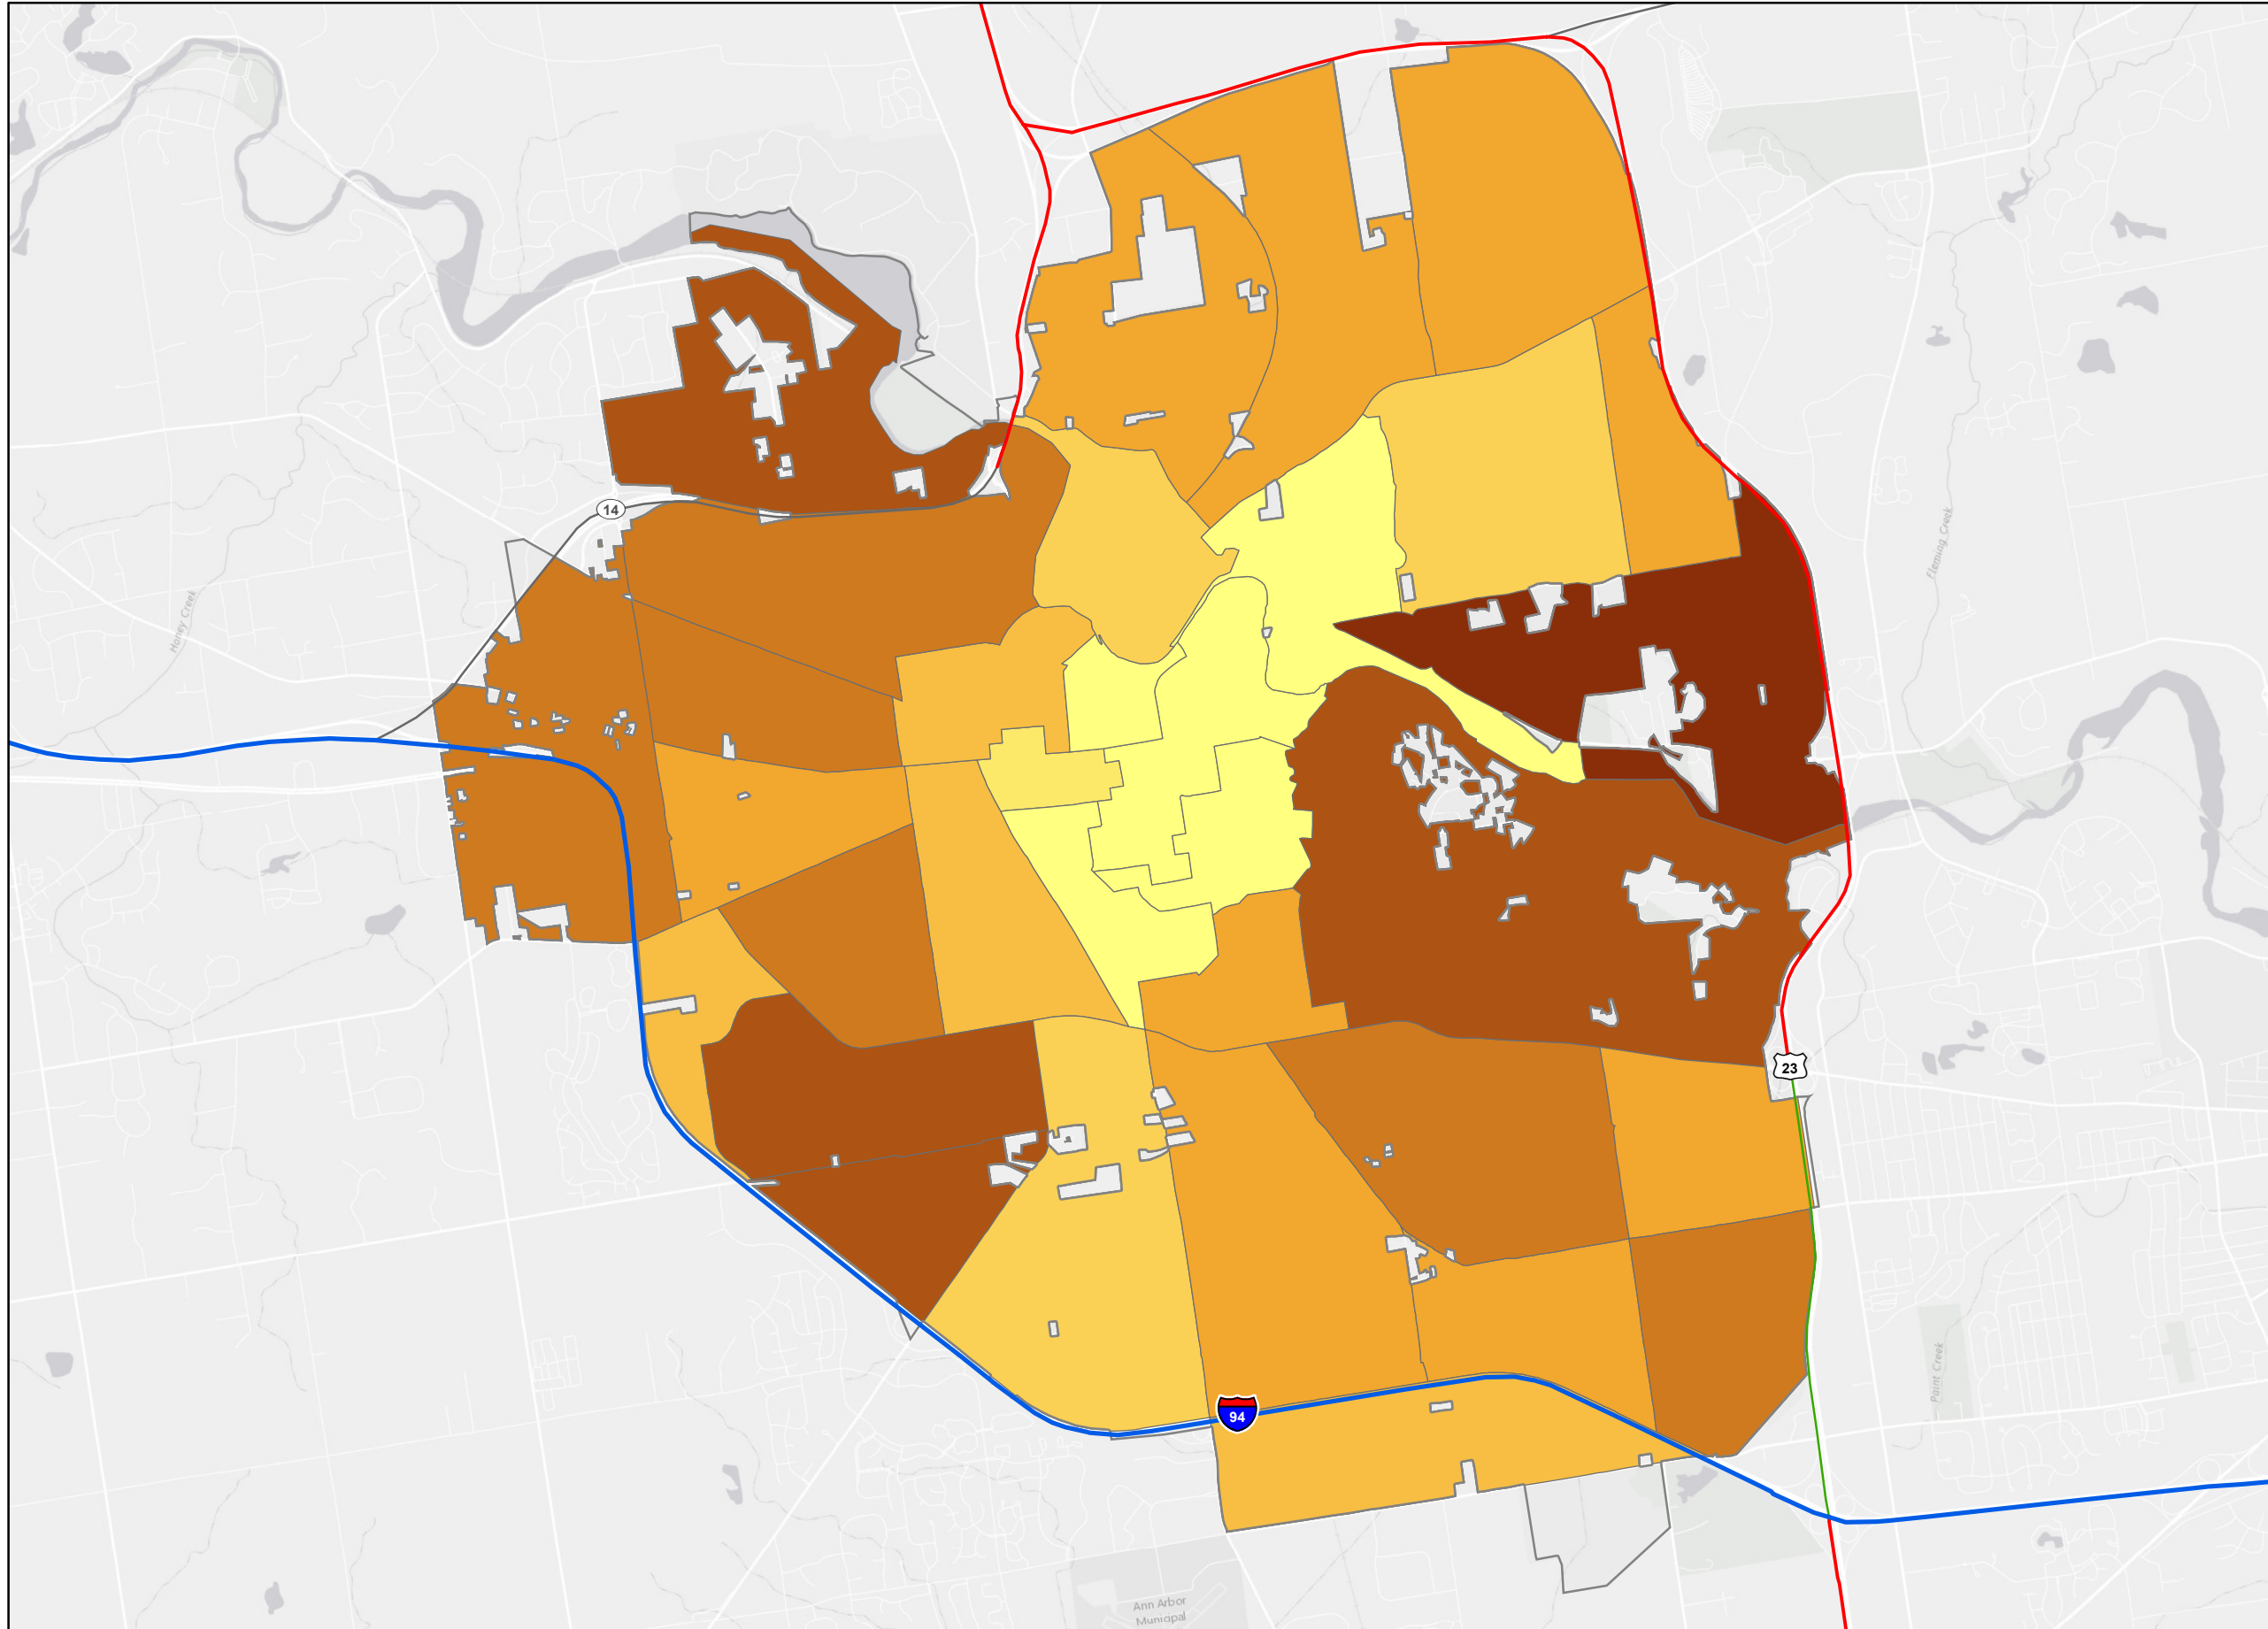 14
Honey Creek
Fleming Creek
23
Paint Creek
94
Ann Arbor
Municipal